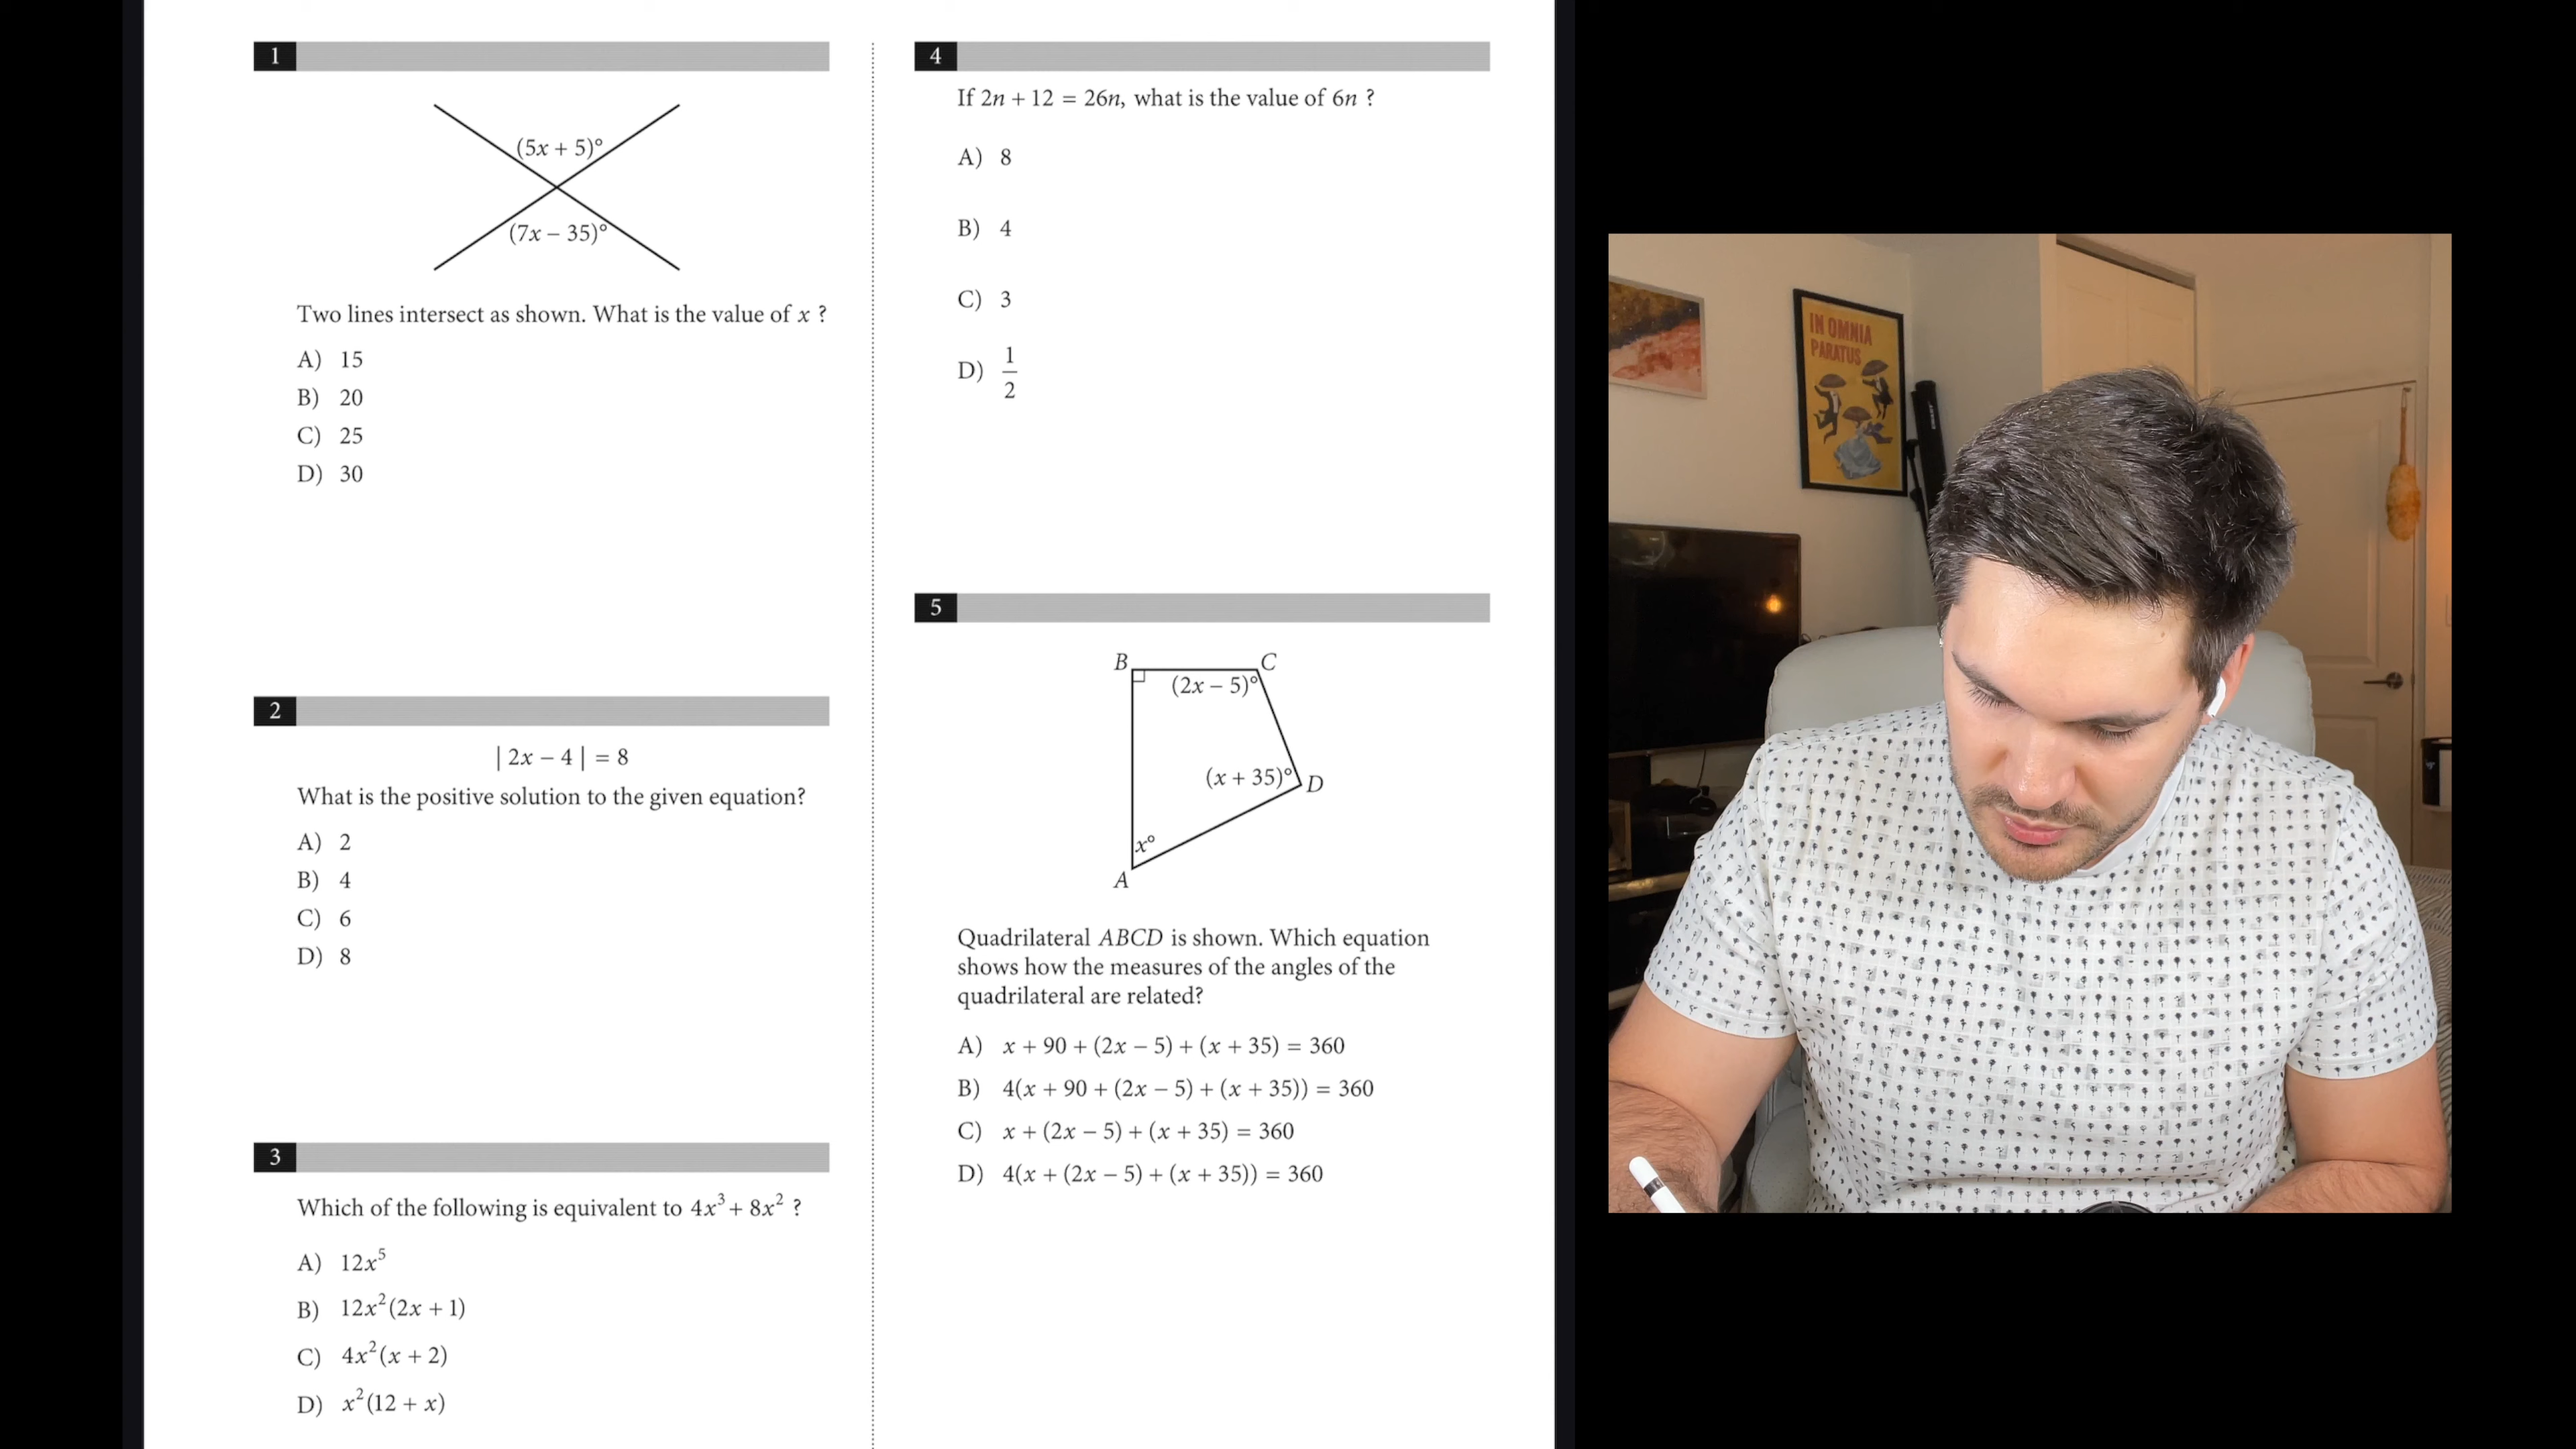 1
(5x + 5)°
(7x – 35)°
Two lines intersect as shown. What is the value of x ?
A) 15
B) 20
C) 25
D) 30
2
| 2x – 4 | = 8
What is the positive solution to the given equation?
A) 2
B) 4
C) 6
D) 8
3
Which of the following is equivalent to 4x³ + 8x² ?
A) 12x⁵
B) 12x²(2x + 1)
C) 4x²(x + 2)
D) x²(12 + x)
4
If 2n + 12 = 26n, what is the value of 6n ?
A) 8
B) 4
C) 3
D) 1/2
5
B
C
(2x – 5)°
(x + 35)°
D
x°
A
Quadrilateral ABCD is shown. Which equation
shows how the measures of the angles of the
quadrilateral are related?
A) x + 90 + (2x – 5) + (x + 35) = 360
B) 4(x + 90 + (2x – 5) + (x + 35)) = 360
C) x + (2x – 5) + (x + 35) = 360
D) 4(x + (2x – 5) + (x + 35)) = 360
IN OMNIA
PARATUS